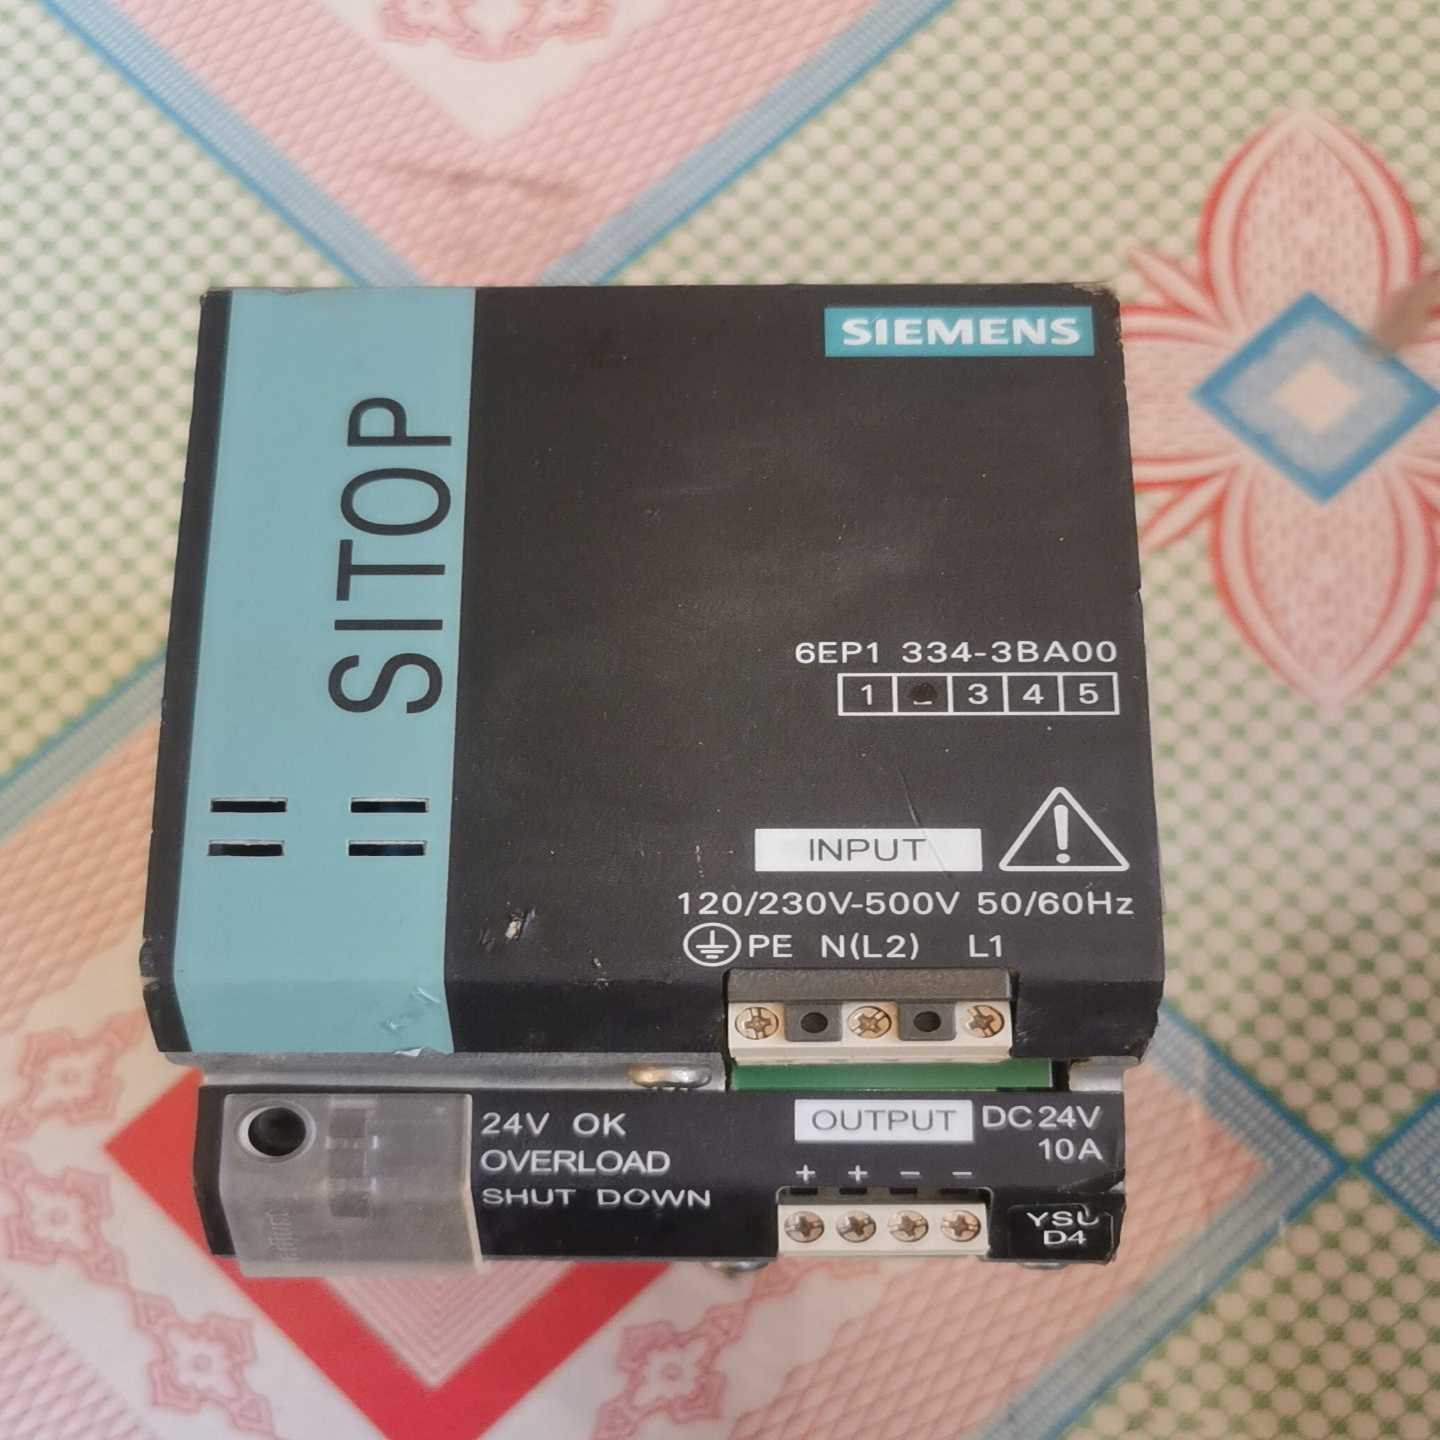 SIEMENS
SITOP
6EP1 334-3BA00
1 3 4 5
INPUT
120/230V-500V 50/60Hz
PE N(L2) L1
24V OK
OVERLOAD
SHUT DOWN
OUTPUT DC 24V
10A
+ + – –
D4